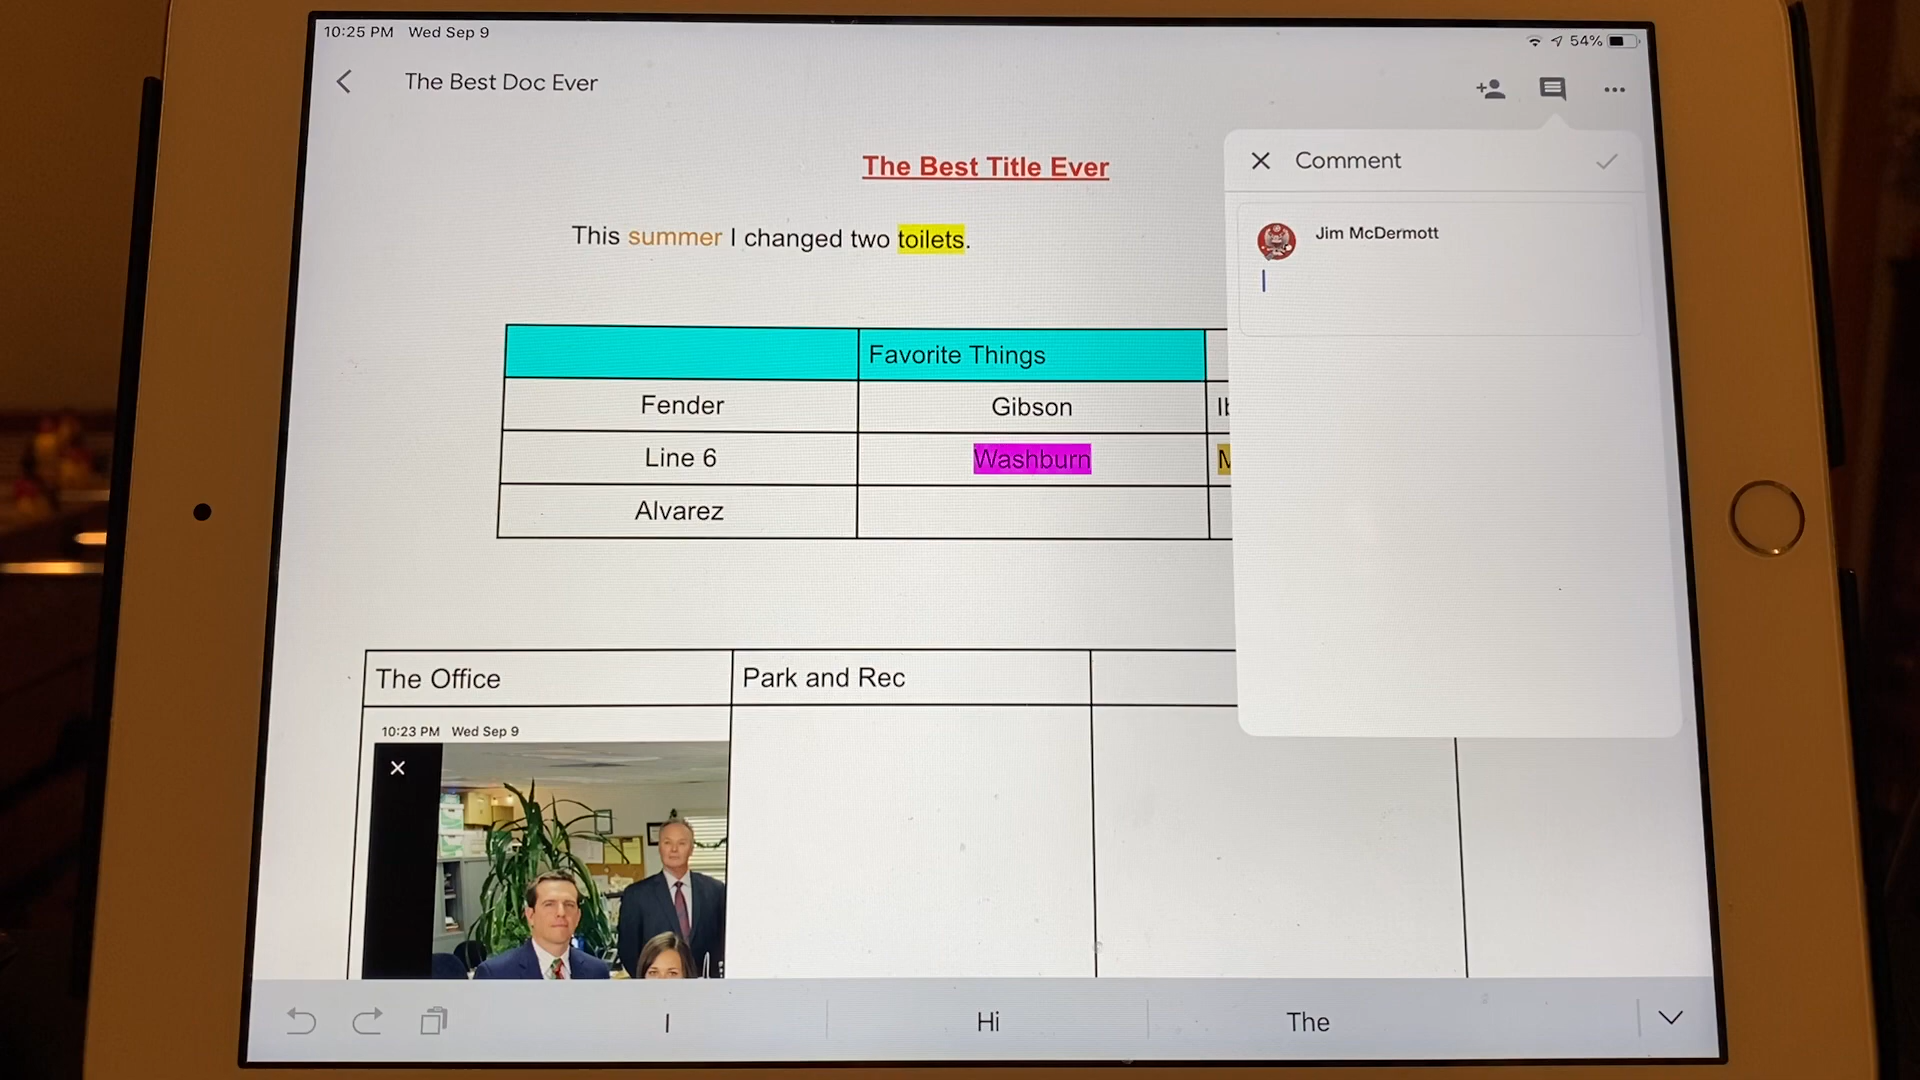 10:25 PM Wed Sep 9
54%
The Best Doc Ever
The Best Title Ever
This summer I changed two toilets.
Comment
Jim McDermott
Favorite Things
Fender Gibson
Line 6 Washburn
Alvarez
The Office Park and Rec
10:23 PM Wed Sep 9
I Hi The